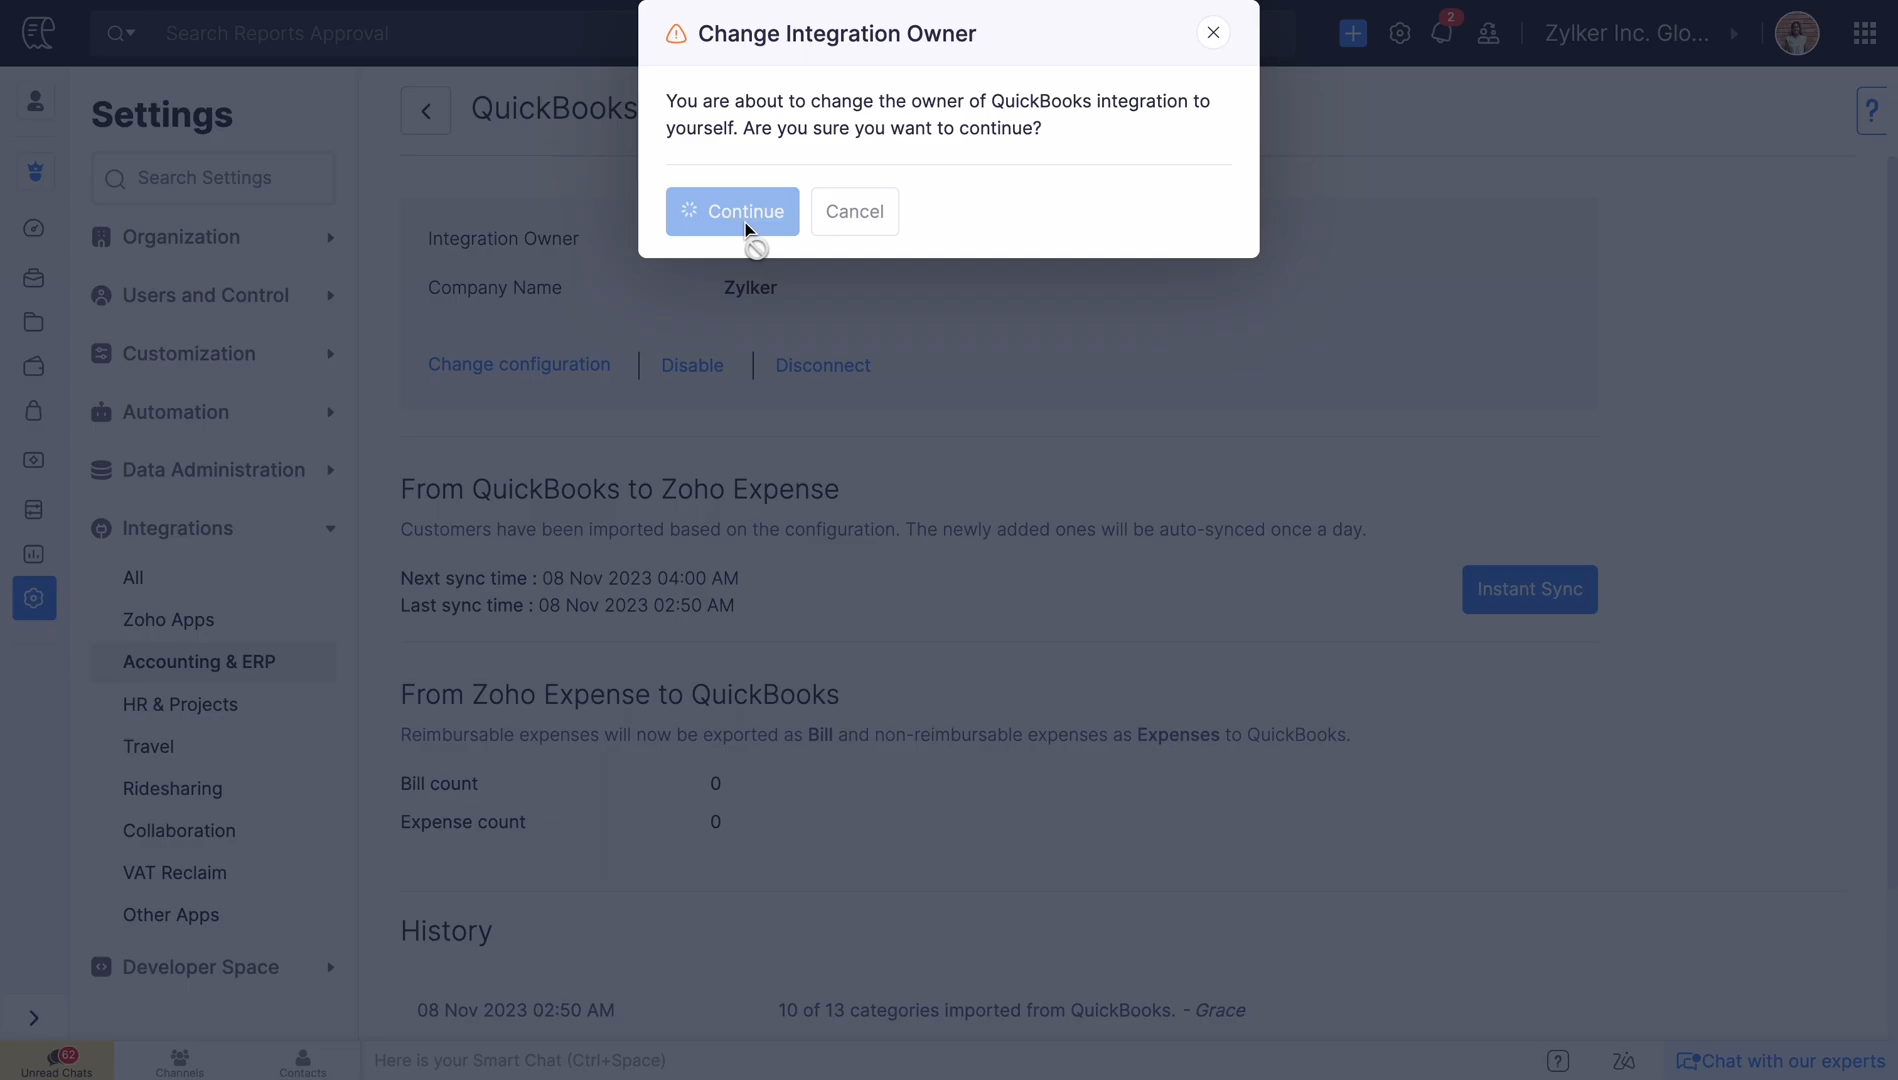 Search Reports Approval
Change Integration Owner
2
Zylker Inc. Glo...
Settings
QuickBooks
You are about to change the owner of QuickBooks integration to
yourself. Are you sure you want to continue?
Continue
Cancel
?
Search Settings
Organization
Users and Control
Customization
Automation
Data Administration
Integrations
All
Zoho Apps
Accounting & ERP
HR & Projects
Travel
Ridesharing
Collaboration
VAT Reclaim
Other Apps
Developer Space
Integration Owner
Company Name
Zylker
Change configuration
Disable
Disconnect
From QuickBooks to Zoho Expense
Customers have been imported based on the configuration. The newly added ones will be auto-synced once a day.
Next sync time : 08 Nov 2023 04:00 AM
Last sync time : 08 Nov 2023 02:50 AM
Instant Sync
From Zoho Expense to QuickBooks
Reimbursable expenses will now be exported as Bill and non-reimbursable expenses as Expenses to QuickBooks.
Bill count 0
Expense count 0
History
08 Nov 2023 02:50 AM 10 of 13 categories imported from QuickBooks. - Grace
62
Unread Chats
Channels
Contacts
Here is your Smart Chat (Ctrl+Space)
?
Chat with our experts